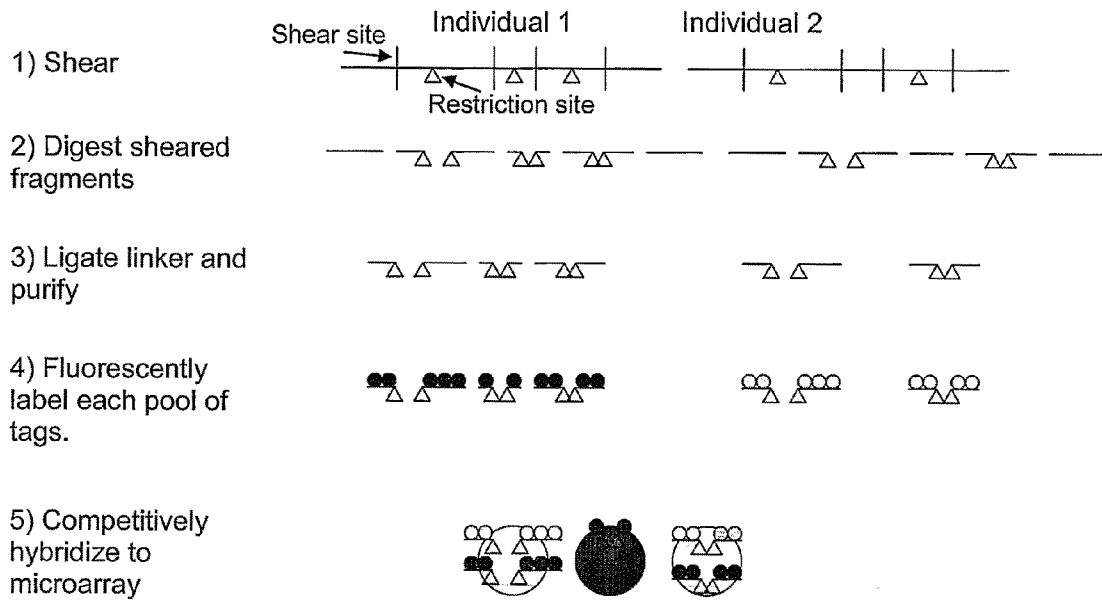 Individual 1
Individual 2
Shear site
1) Shear
Restriction site
2) Digest sheared
fragments
3) Ligate linker and
purify
4) Fluorescently
label each pool of
tags.
5) Competitively
hybridize to
microarray